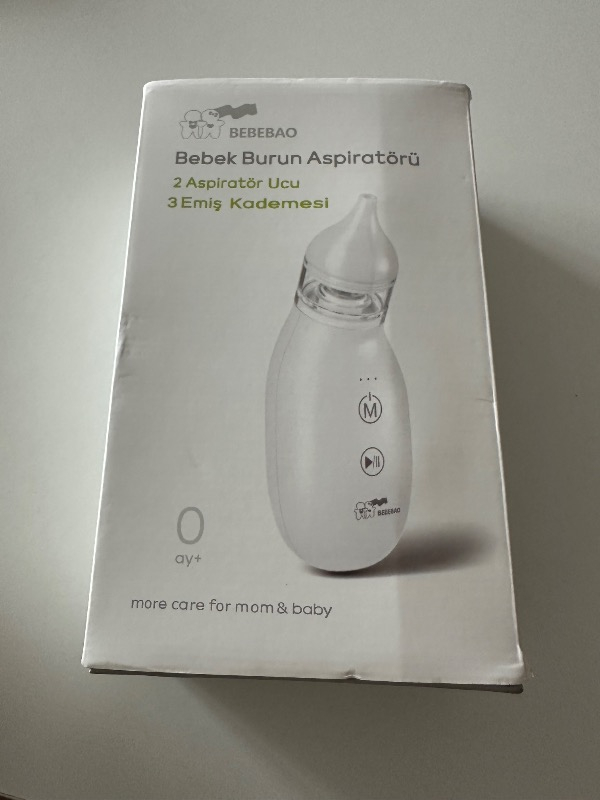 BEBEBAO
Bebek Burun Aspiratörü
2 Aspiratör Ucu
3 Emiş Kademesi
M
BEBEBAO
0
ay+
more care for mom & baby